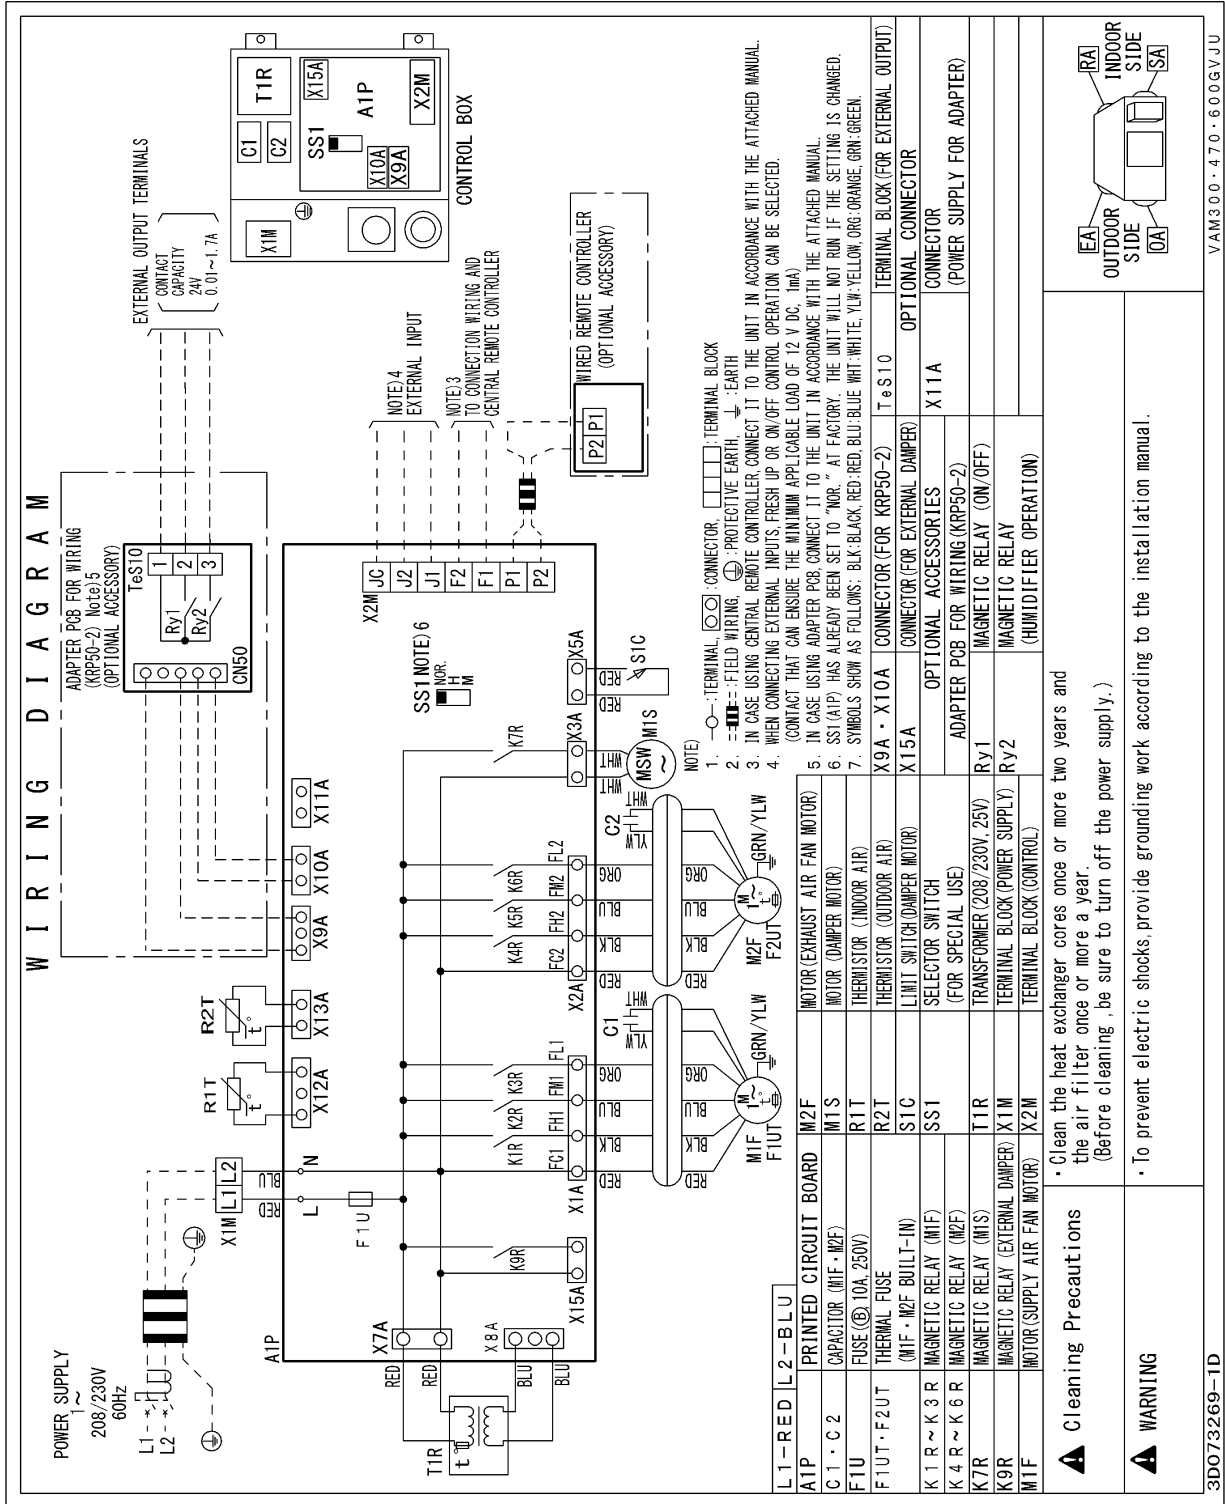 WIRING DIAGRAM
POWER SUPPLY
1~
208/230V
60Hz
L1
L2
X1M
L1 L2
RED
BLU
L
N
F1U
A1P
R1T
t°
X12A
R2T
t°
X13A
X9A
X10A
X11A
ADAPTER PCB FOR WIRING
(KRP50-2) Note)5
(OPTIONAL ACCESSORY)
TeS10
1
2
3
Ry1
Ry2
CN50
EXTERNAL OUTPUT TERMINALS
CONTACT
CAPACITY
24V
0.01~1.7A
C1
C2
T1R
SS1
X15A
A1P
X10A
X9A
X2M
X1M
CONTROL BOX
X2M
JC
J2
J1
F2
F1
P1
P2
NOTE)4
EXTERNAL INPUT
NOTE)3
TO CONNECTION WIRING AND
CENTRAL REMOTE CONTROLLER
P2 P1
WIRED REMOTE CONTROLLER
(OPTIONAL ACCESSORY)
SS1 NOTE)6
NOR.
H
M
T1R
t°
RED
RED
BLU
BLU
X7A
X8A
X15A
K9R
X1A
FC1
FH1
FM1
FL1
K1R
K2R
K3R
RED
BLK
BLU
ORG
YLW
WHT
C1
RED
BLK
BLU
ORG
M1F
F1UT
M
1~
t°
GRN/YLW
X2A
FC2
FH2
FM2
FL2
K4R
K5R
K6R
RED
BLK
BLU
ORG
YLW
WHT
C2
RED
BLK
BLU
ORG
M2F
F2UT
M
1~
t°
GRN/YLW
K7R
X3A
WHT
WHT
MSW
~
M1S
X5A
RED
RED
S1C
NOTE)
1. :TERMINAL, :CONNECTOR, :TERMINAL BLOCK
2. :FIELD WIRING, :PROTECTIVE EARTH, :EARTH
3. IN CASE USING CENTRAL REMOTE CONTROLLER, CONNECT IT TO THE UNIT IN ACCORDANCE WITH THE ATTACHED MANUAL.
4. WHEN CONNECTING EXTERNAL INPUTS, FRESH UP OR ON/OFF CONTROL OPERATION CAN BE SELECTED.
(CONTACT THAT CAN ENSURE THE MINIMUM APPLICABLE LOAD OF 12 V DC, 1mA)
5. IN CASE USING ADAPTER PCB, CONNECT IT TO THE UNIT IN ACCORDANCE WITH THE ATTACHED MANUAL.
6. SS1(A1P) HAS ALREADY BEEN SET TO "NOR." AT FACTORY. THE UNIT WILL NOT RUN IF THE SETTING IS CHANGED.
7. SYMBOLS SHOW AS FOLLOWS; BLK:BLACK, RED:RED, BLU:BLUE WHT:WHITE, YLW:YELLOW, ORG:ORANGE, GRN:GREEN.
L1-RED L2-BLU
A1P PRINTED CIRCUIT BOARD
C1・C2 CAPACITOR (M1F・M2F)
F1U FUSE(Ⓑ, 10A, 250V)
F1UT・F2UT THERMAL FUSE
(M1F・M2F BUILT-IN)
K1R~K3R MAGNETIC RELAY (M1F)
K4R~K6R MAGNETIC RELAY (M2F)
K7R MAGNETIC RELAY (M1S)
K9R MAGNETIC RELAY (EXTERNAL DAMPER)
M1F MOTOR(SUPPLY AIR FAN MOTOR)
M2F MOTOR(EXHAUST AIR FAN MOTOR)
M1S MOTOR (DAMPER MOTOR)
R1T THERMISTOR (INDOOR AIR)
R2T THERMISTOR (OUTDOOR AIR)
S1C LIMIT SWITCH(DAMPER MOTOR)
SS1 SELECTOR SWITCH
(FOR SPECIAL USE)
T1R TRANSFORMER(208/230V, 25V)
X1M TERMINAL BLOCK(POWER SUPPLY)
X2M TERMINAL BLOCK(CONTROL)
X9A・X10A CONNECTOR(FOR KRP50-2)
X15A CONNECTOR(FOR EXTERNAL DAMPER)
OPTIONAL ACCESSORIES
ADAPTER PCB FOR WIRING(KRP50-2)
Ry1 MAGNETIC RELAY (ON/OFF)
Ry2 MAGNETIC RELAY
(HUMIDIFIER OPERATION)
TeS10 TERMINAL BLOCK(FOR EXTERNAL OUTPUT)
OPTIONAL CONNECTOR
X11A CONNECTOR
(POWER SUPPLY FOR ADAPTER)
Cleaning Precautions
・Clean the heat exchanger cores once or more two years and
the air filter once or more a year.
(Before cleaning ,be sure to turn off the power supply.)
WARNING
・To prevent electric shocks,provide grounding work according to the installation manual.
EA
OUTDOOR
SIDE
OA
RA
INDOOR
SIDE
SA
3D073269-1D
VAM300・470・600GVJU